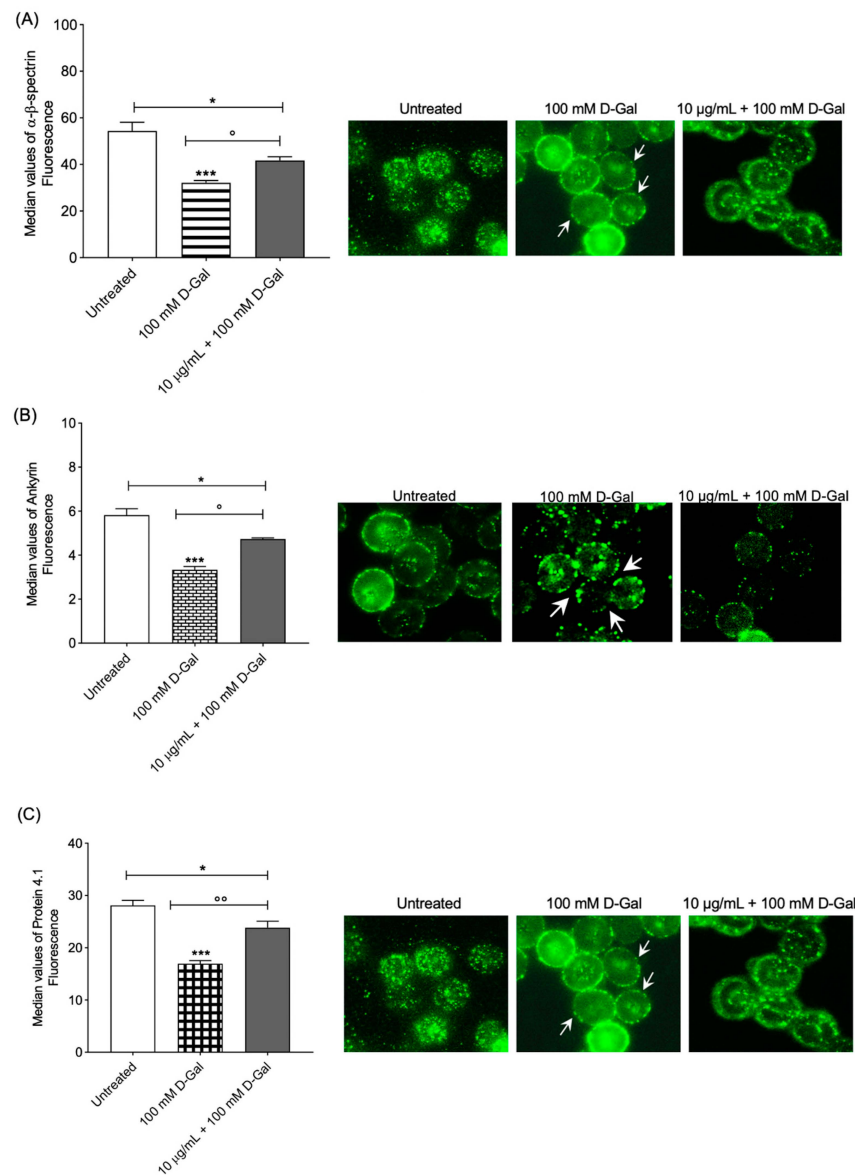 (A)
Median values of α-β-spectrin
Fluorescence
100
80
60
40
20
0
*
°
***
Untreated
100 mM D-Gal
10 µg/mL + 100 mM D-Gal
Untreated
100 mM D-Gal
10 µg/mL + 100 mM D-Gal
(B)
Median values of Ankyrin
Fluorescence
10
8
6
4
2
0
*
°
***
Untreated
100 mM D-Gal
10 µg/mL + 100 mM D-Gal
Untreated
100 mM D-Gal
10 µg/mL + 100 mM D-Gal
(C)
Median values of Protein 4.1
Fluorescence
40
30
20
10
0
*
°°
***
Untreated
100 mM D-Gal
10 µg/mL + 100 mM D-Gal
Untreated
100 mM D-Gal
10 µg/mL + 100 mM D-Gal